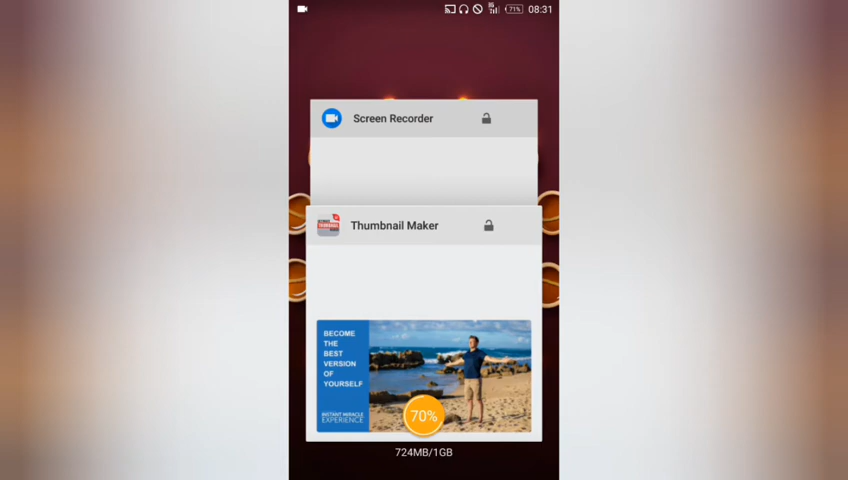 71% 08:31
Screen Recorder
Thumbnail Maker
BECOME
THE
BEST
VERSION
OF
YOURSELF
INSTANT MIRACLE
EXPERIENCE
70%
724MB/1GB